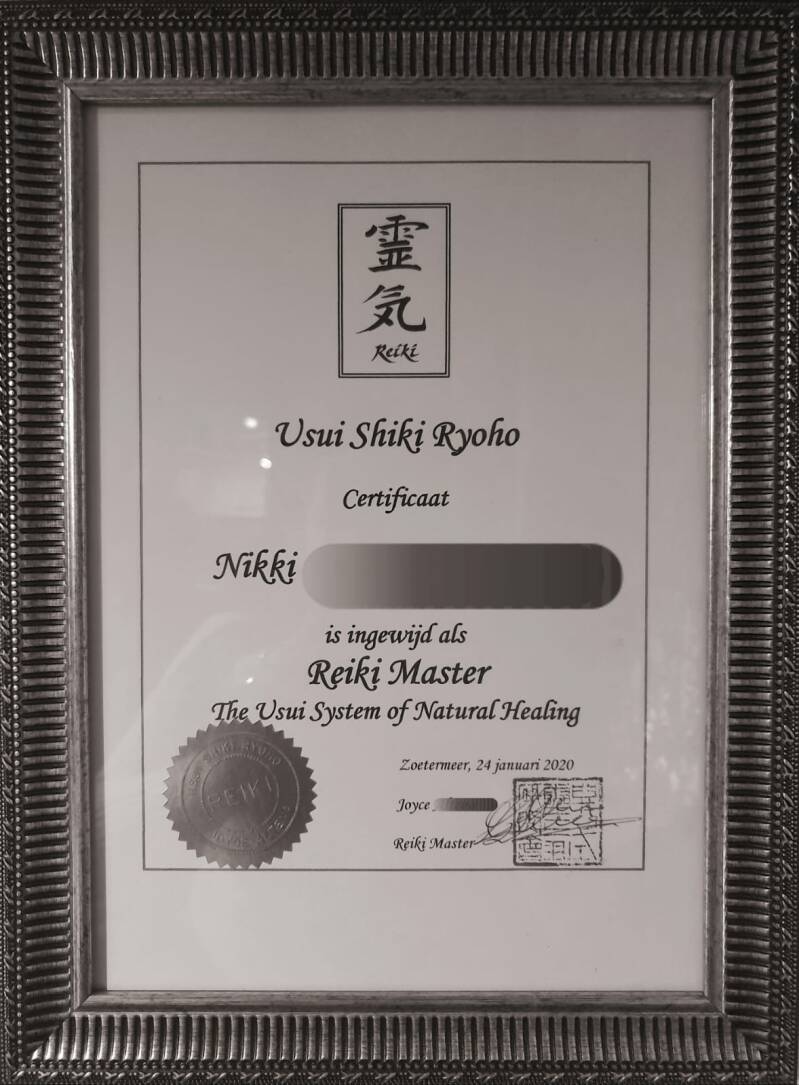 霊
気
Reiki
Usui Shiki Ryoho
Certificaat
Nikki
is ingewijd als
Reiki Master
The Usui System of Natural Healing
Zoetermeer, 24 januari 2020
Joyce
Reiki Master
REIKI